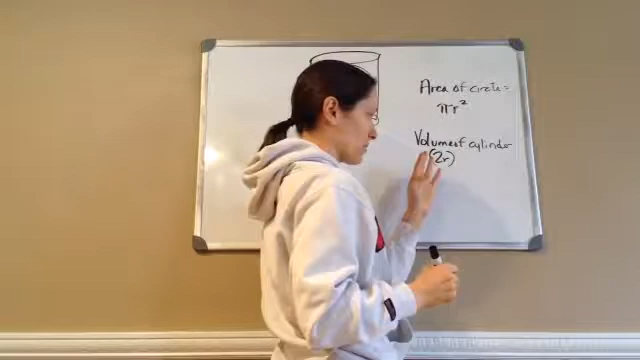 Area of circle =
πr²
Volume of cylinder
(2r)